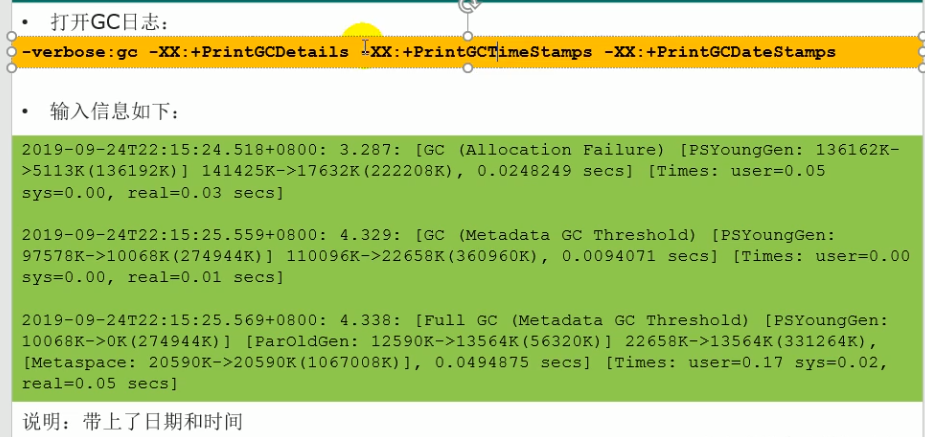 • 打开GC日志：
-verbose:gc -XX:+PrintGCDetails -XX:+PrintGCTimeStamps -XX:+PrintGCDateStamps
• 输入信息如下：
2019-09-24T22:15:24.518+0800: 3.287: [GC (Allocation Failure) [PSYoungGen: 136162K-
>5113K(136192K)] 141425K->17632K(222208K), 0.0248249 secs] [Times: user=0.05
sys=0.00, real=0.03 secs]
2019-09-24T22:15:25.559+0800: 4.329: [GC (Metadata GC Threshold) [PSYoungGen:
97578K->10068K(274944K)] 110096K->22658K(360960K), 0.0094071 secs] [Times: user=0.00
sys=0.00, real=0.01 secs]
2019-09-24T22:15:25.569+0800: 4.338: [Full GC (Metadata GC Threshold) [PSYoungGen:
10068K->0K(274944K)] [ParOldGen: 12590K->13564K(56320K)] 22658K->13564K(331264K),
[Metaspace: 20590K->20590K(1067008K)], 0.0494875 secs] [Times: user=0.17 sys=0.02,
real=0.05 secs]
说明：带上了日期和时间